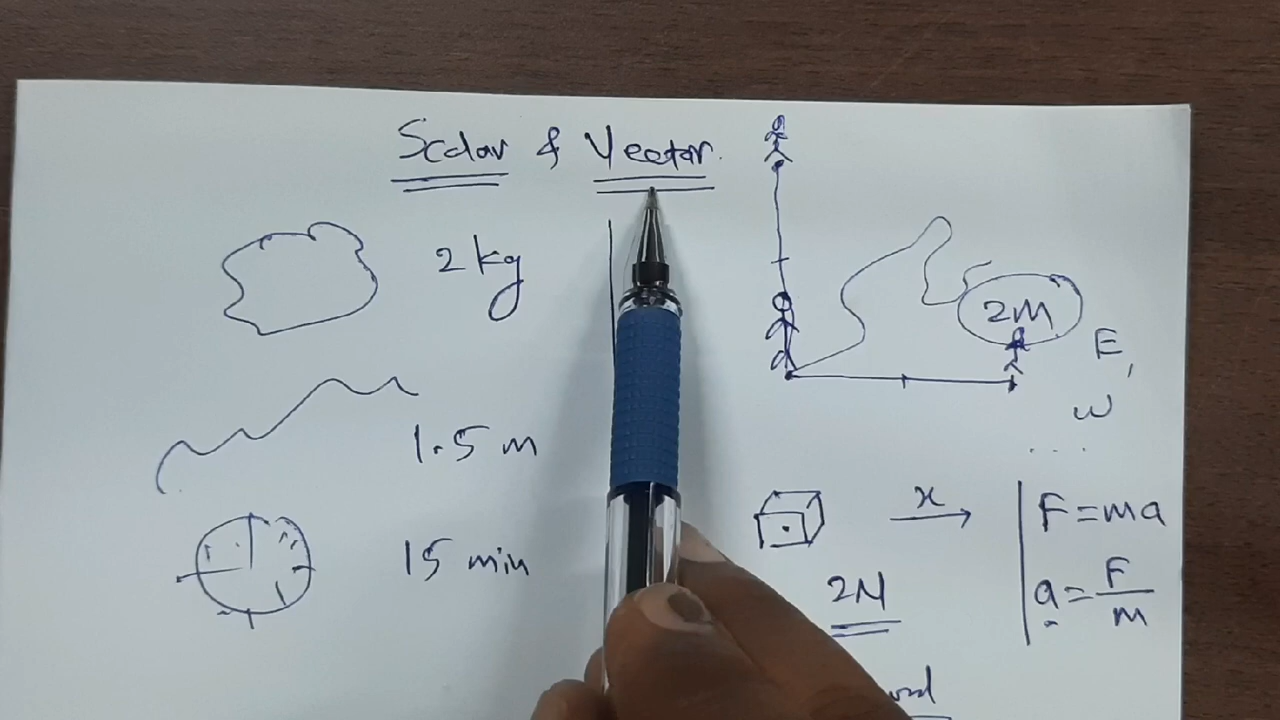 Scalar & Vector.
2 kg
1.5 m
15 min
2M
E,
W
....
x
F = ma
a = F/m
2N